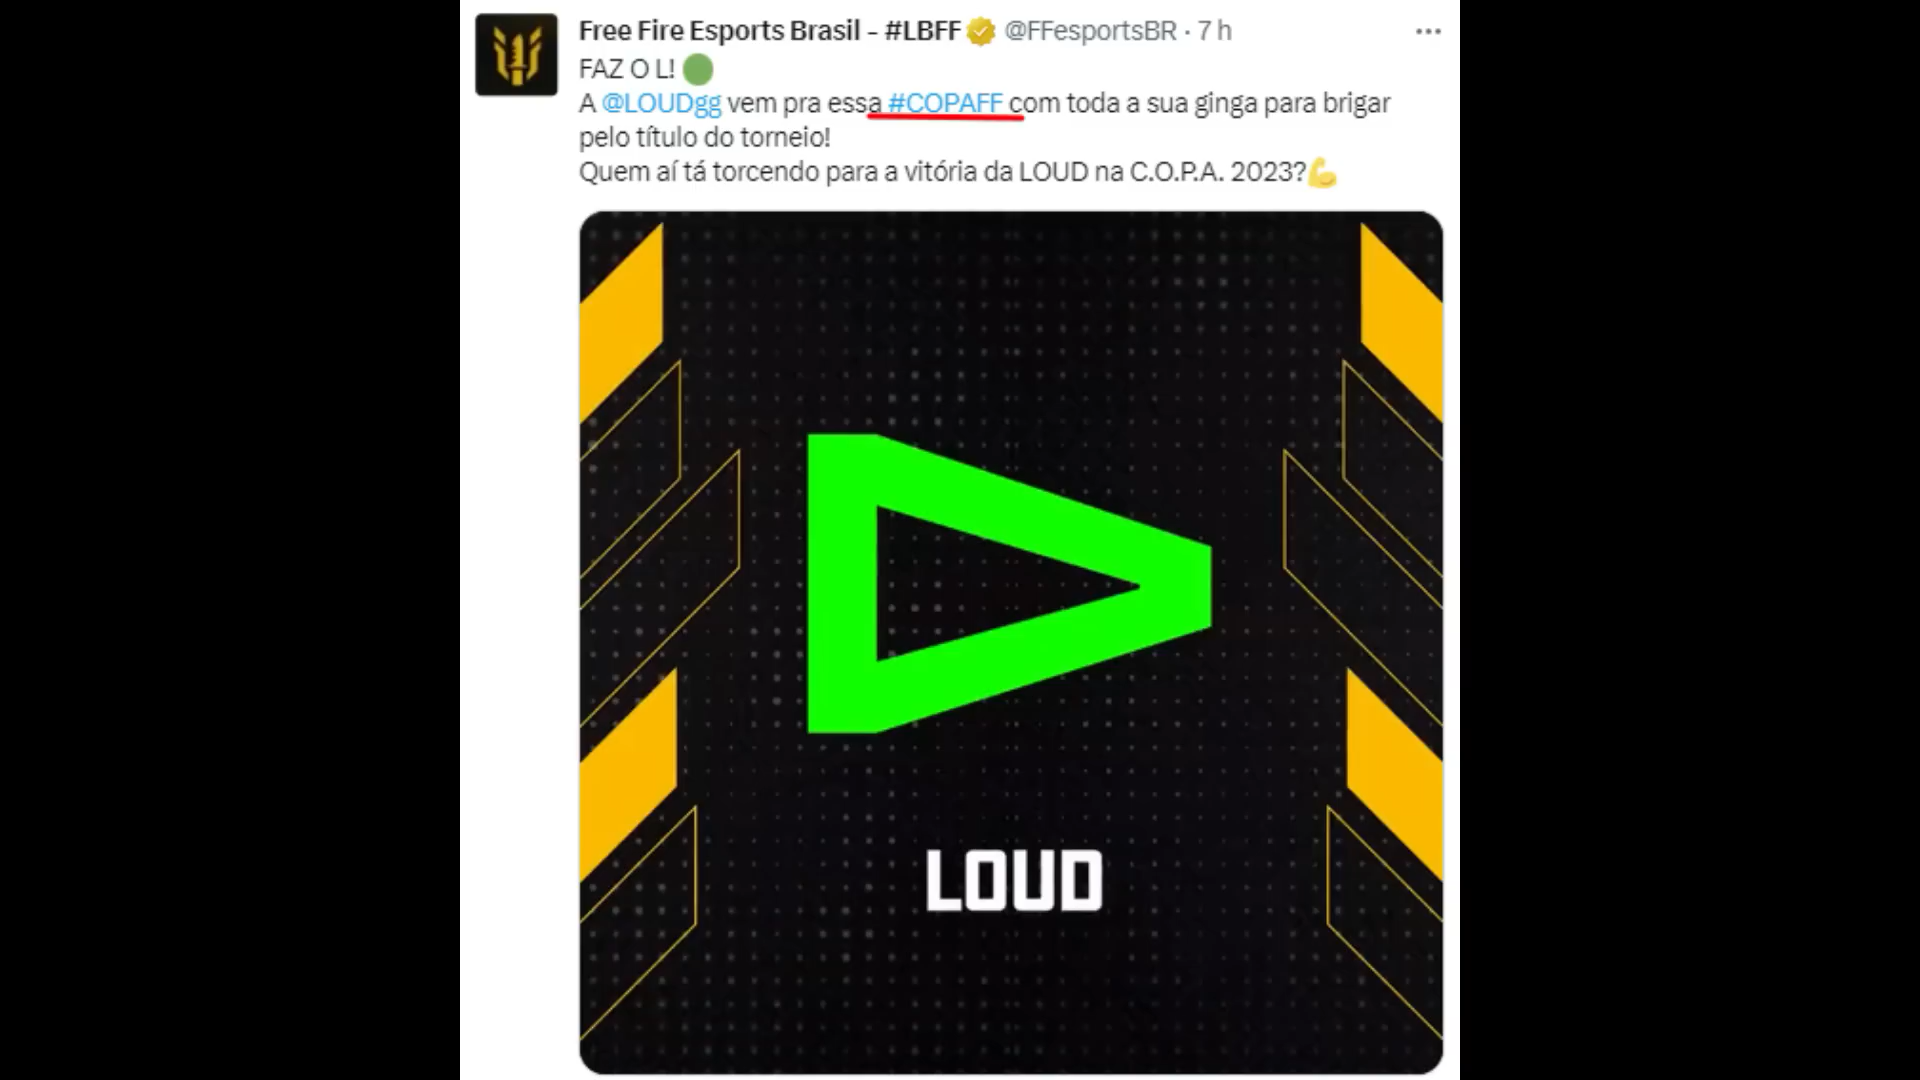 Free Fire Esports Brasil - #LBFF @FFesportsBR · 7 h
FAZ O L! 🟢
A @LOUDgg vem pra essa #COPAFF com toda a sua ginga para brigar
pelo título do torneio!
Quem aí tá torcendo para a vitória da LOUD na C.O.P.A. 2023?💪
LOUD